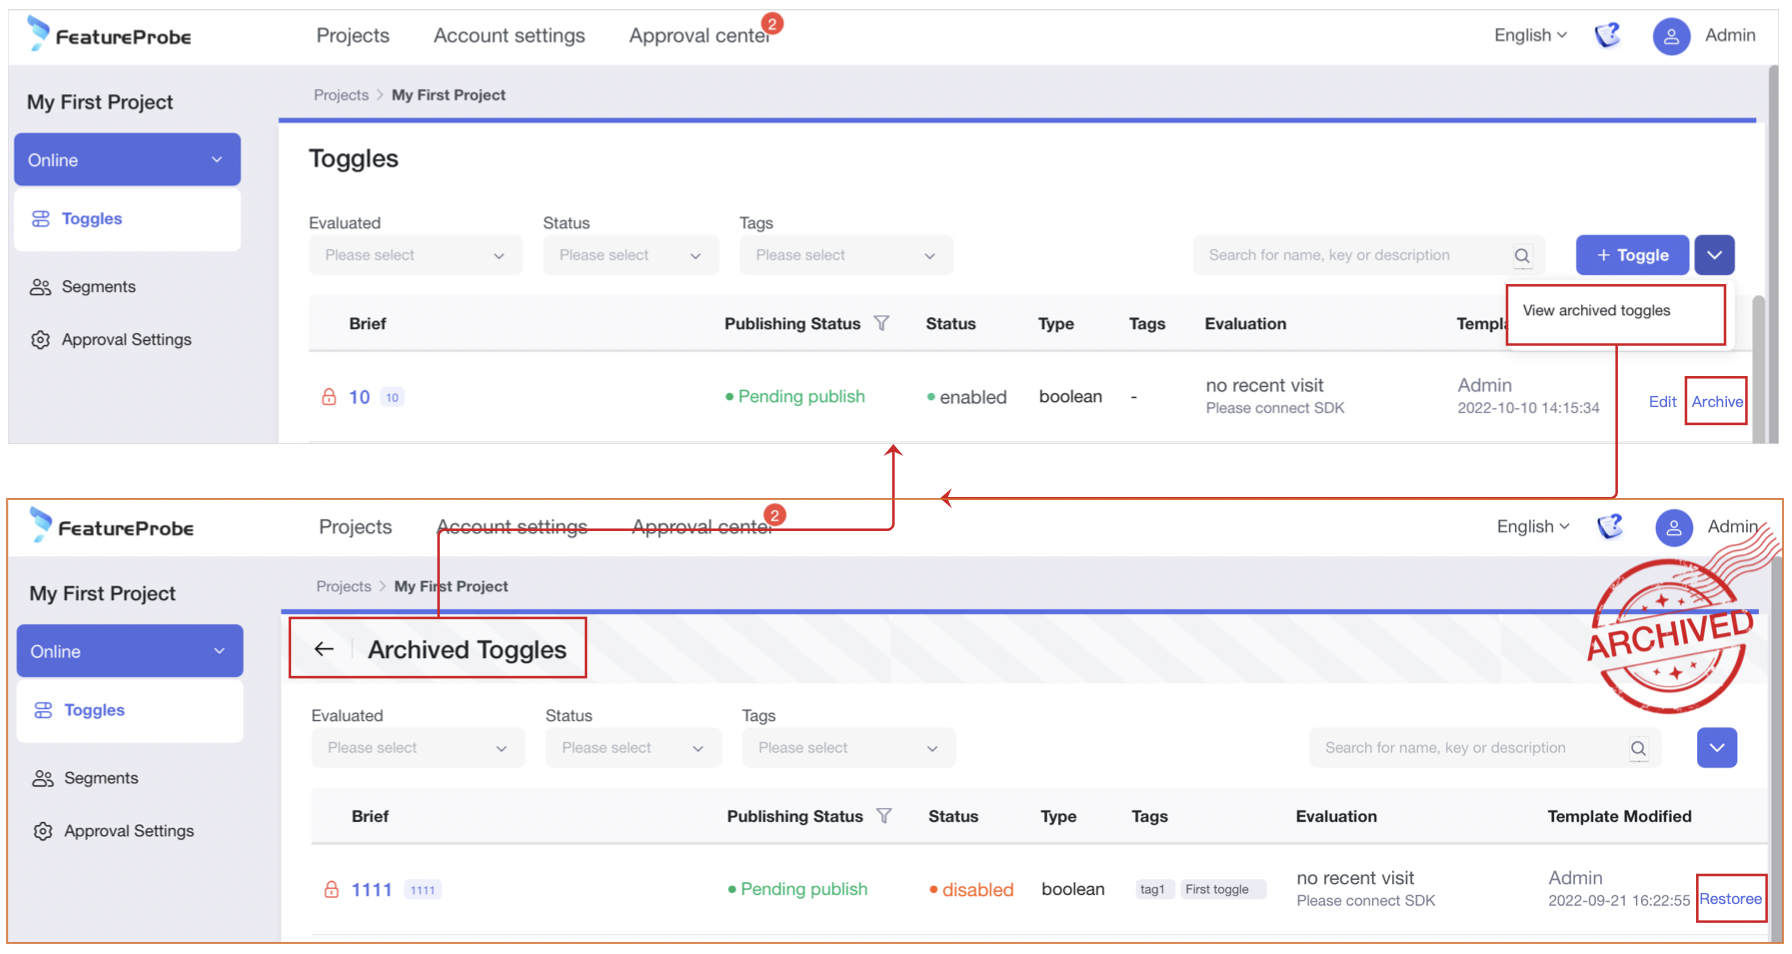 FeatureProbe Projects Account settings Approval center 2 English Admin
My First Project
Projects > My First Project
Online
Toggles
Toggles
Segments
Approval Settings
Evaluated Status Tags
Please select Please select Please select Search for name, key or description + Toggle
View archived toggles
Brief Publishing Status Status Type Tags Evaluation Templa
10 10 Pending publish enabled boolean - no recent visit Admin Edit Archive
Please connect SDK 2022-10-10 14:15:34
FeatureProbe Projects Account settings Approval center 2 English Admin
My First Project
Projects > My First Project
Online
Toggles
Segments
Approval Settings
← Archived Toggles
ARCHIVED
Evaluated Status Tags
Please select Please select Please select Search for name, key or description
Brief Publishing Status Status Type Tags Evaluation Template Modified
1111 1111 Pending publish disabled boolean tag1 First toggle no recent visit Admin Restoree
Please connect SDK 2022-09-21 16:22:55